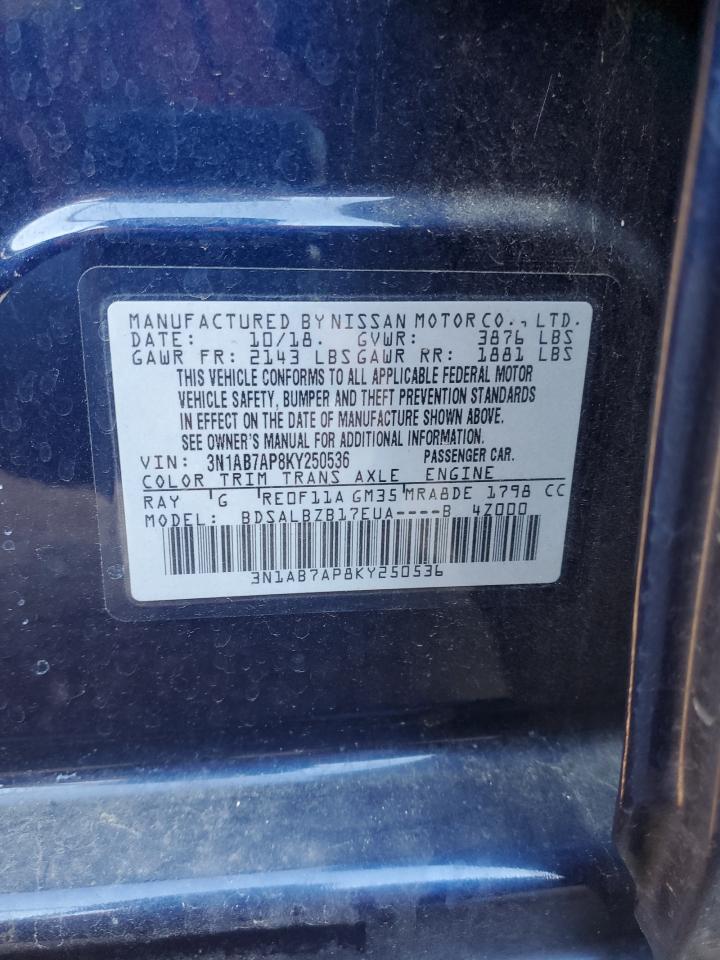 MANUFACTURED BY NISSAN MOTOR CO., LTD.
DATE: 10/18. GVWR: 3876 LBS
GAWR FR: 2143 LBS GAWR RR: 1881 LBS
THIS VEHICLE CONFORMS TO ALL APPLICABLE FEDERAL MOTOR
VEHICLE SAFETY, BUMPER AND THEFT PREVENTION STANDARDS
IN EFFECT ON THE DATE OF MANUFACTURE SHOWN ABOVE.
SEE OWNER'S MANUAL FOR ADDITIONAL INFORMATION.
VIN: 3N1AB7AP8KY250536 PASSENGER CAR.
COLOR TRIM TRANS AXLE ENGINE
RAY G RE0F11A GM35 MRA8DE 1798 CC
MODEL: BDSALBZB17EUA----B 4Z000
3N1AB7AP8KY250536